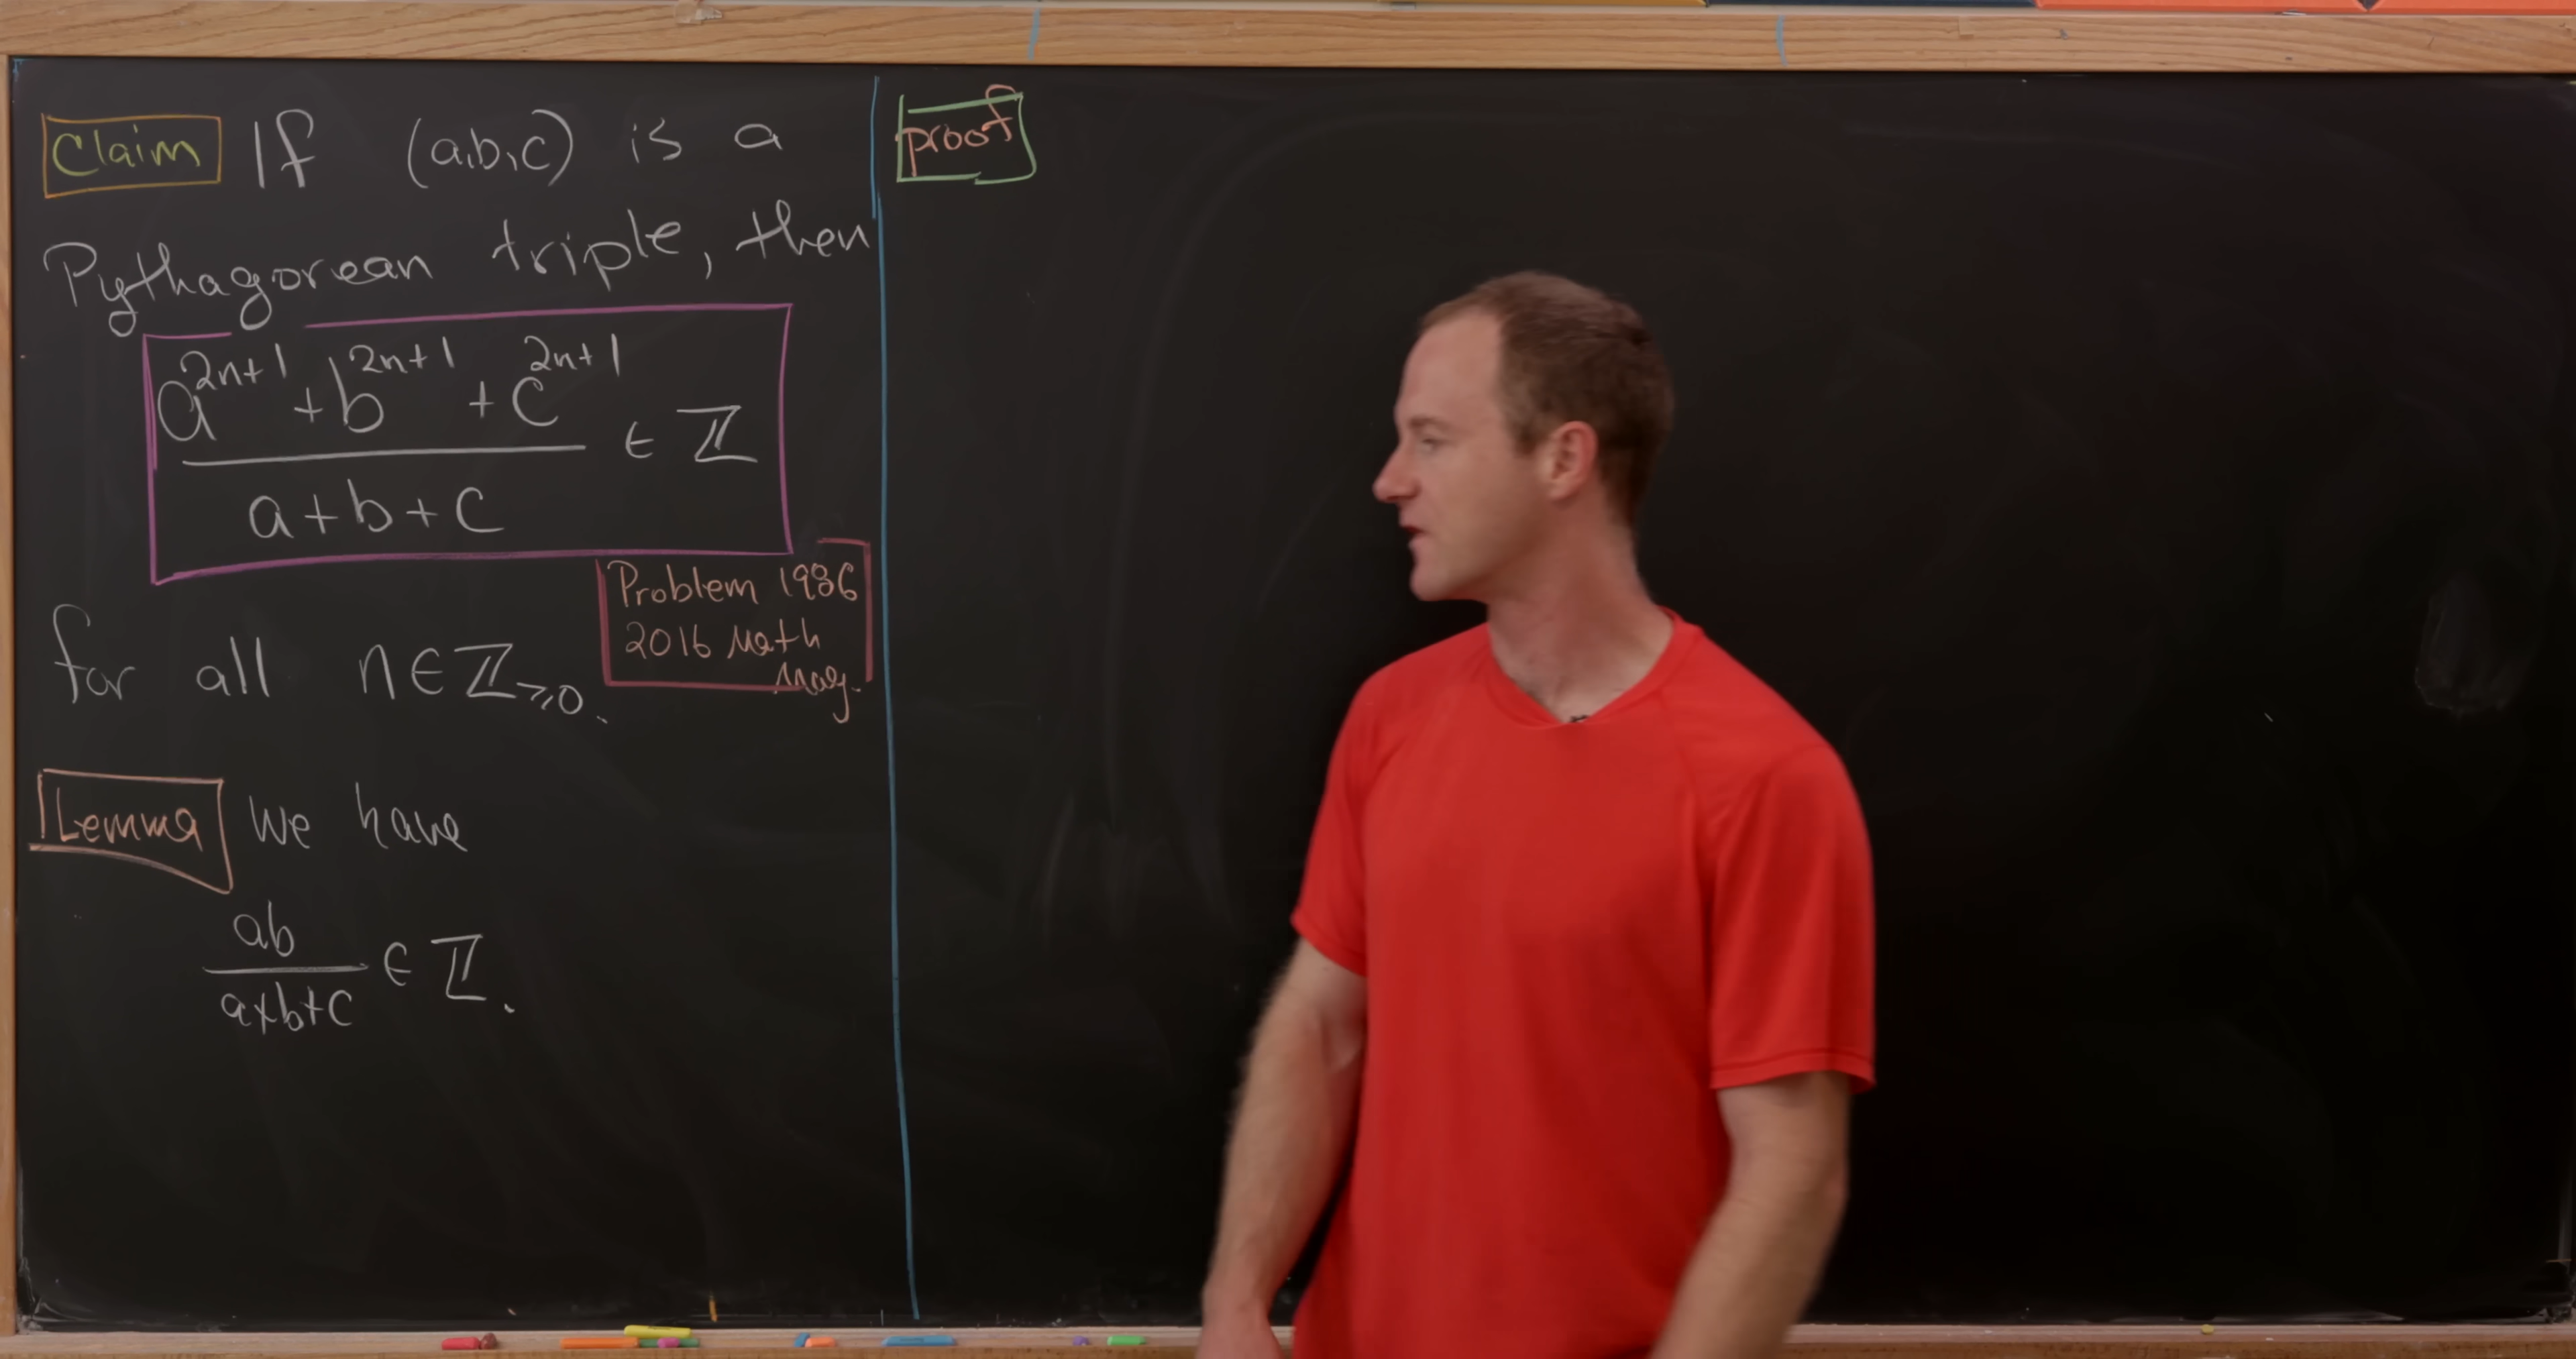 Claim If (a,b,c) is a
Pythagorean triple, then
a^{2n+1} + b^{2n+1} + c^{2n+1}
a+b+c
∈ ℤ
for all n∈ℤ≥0.
Problem 1986
2016 Math
Mag.
Lemma We have
ab
a+b+c
∈ ℤ.
proof